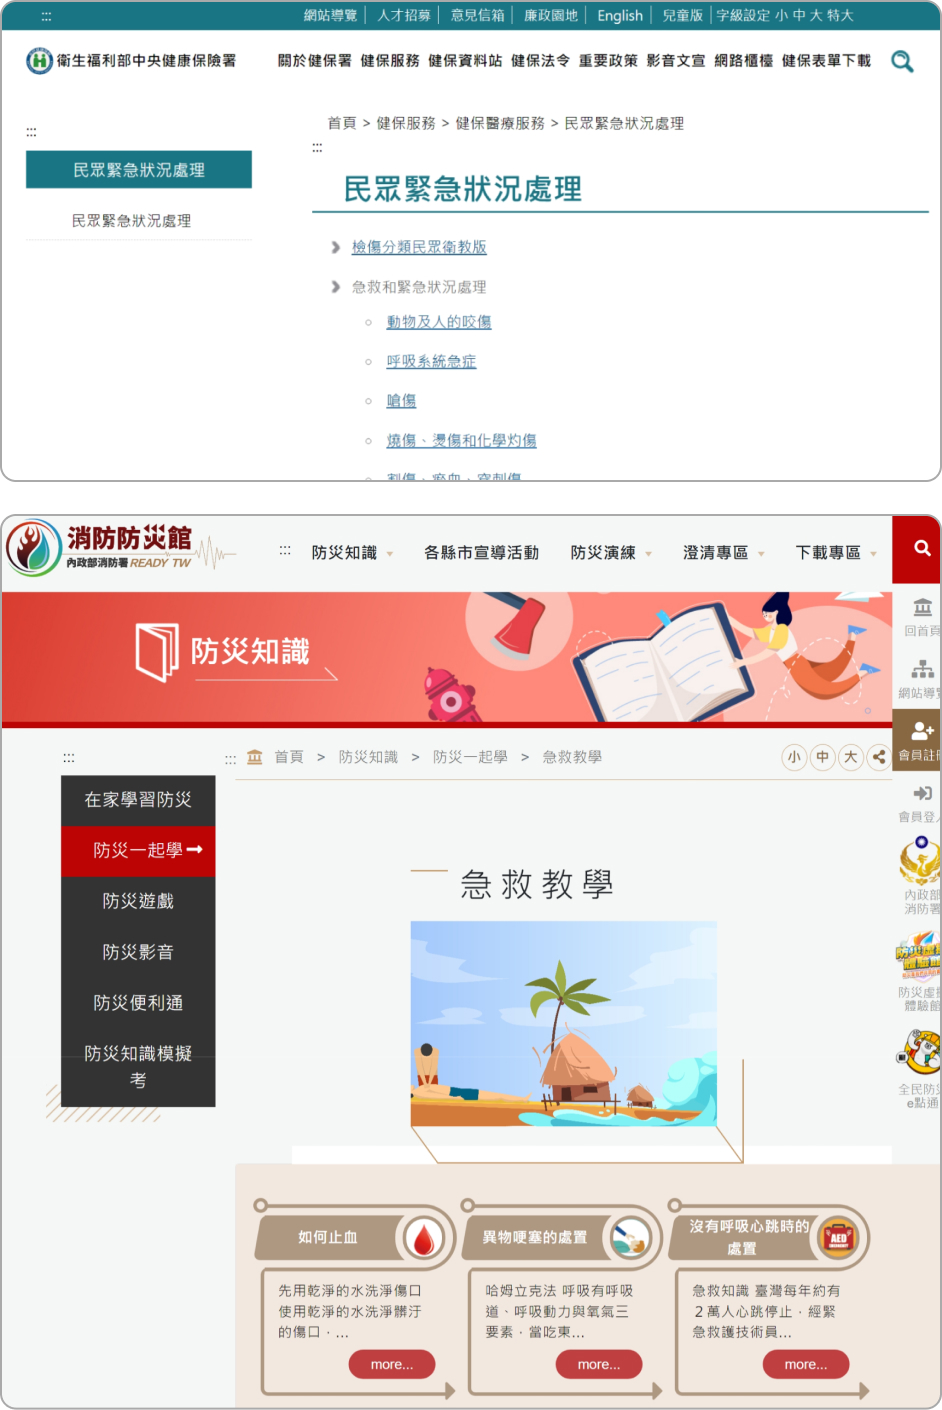 :::
網站導覽 人才招募 意見信箱 廉政園地 English 兒童版 字級設定 小 中 大 特大
衛生福利部中央健康保險署
關於健保署 健保服務 健保資料站 健保法令 重要政策 影音文宣 網路櫃檯 健保表單下載
首頁 > 健保服務 > 健保醫療服務 > 民眾緊急狀況處理
:::
:::
民眾緊急狀況處理
民眾緊急狀況處理
民眾緊急狀況處理
檢傷分類民眾衛教版
急救和緊急狀況處理
動物及人的咬傷
呼吸系統急症
嗆傷
燒傷、燙傷和化學灼傷
割傷、瘀血、穿刺傷
消防防災館
內政部消防署 READY TW
::: 防災知識 各縣市宣導活動 防災演練 澄清專區 下載專區
回首頁
網站導
會員註
會員登
內政部
消防署
防災虛
體驗館
全民防
e點通
防災知識
:::
::: 首頁 > 防災知識 > 防災一起學 > 急救教學
小 中 大
在家學習防災
防災一起學
防災遊戲
防災影音
防災便利通
防災知識模擬
考
急救教學
如何止血
先用乾淨的水洗淨傷口
使用乾淨的水洗淨髒汙
的傷口，...
more...
異物哽塞的處置
哈姆立克法 呼吸有呼吸
道、呼吸動力與氧氣三
要素，當吃東...
more...
沒有呼吸心跳時的
處置
AED
急救知識 臺灣每年約有
２萬人心跳停止，經緊
急救護技術員...
more...